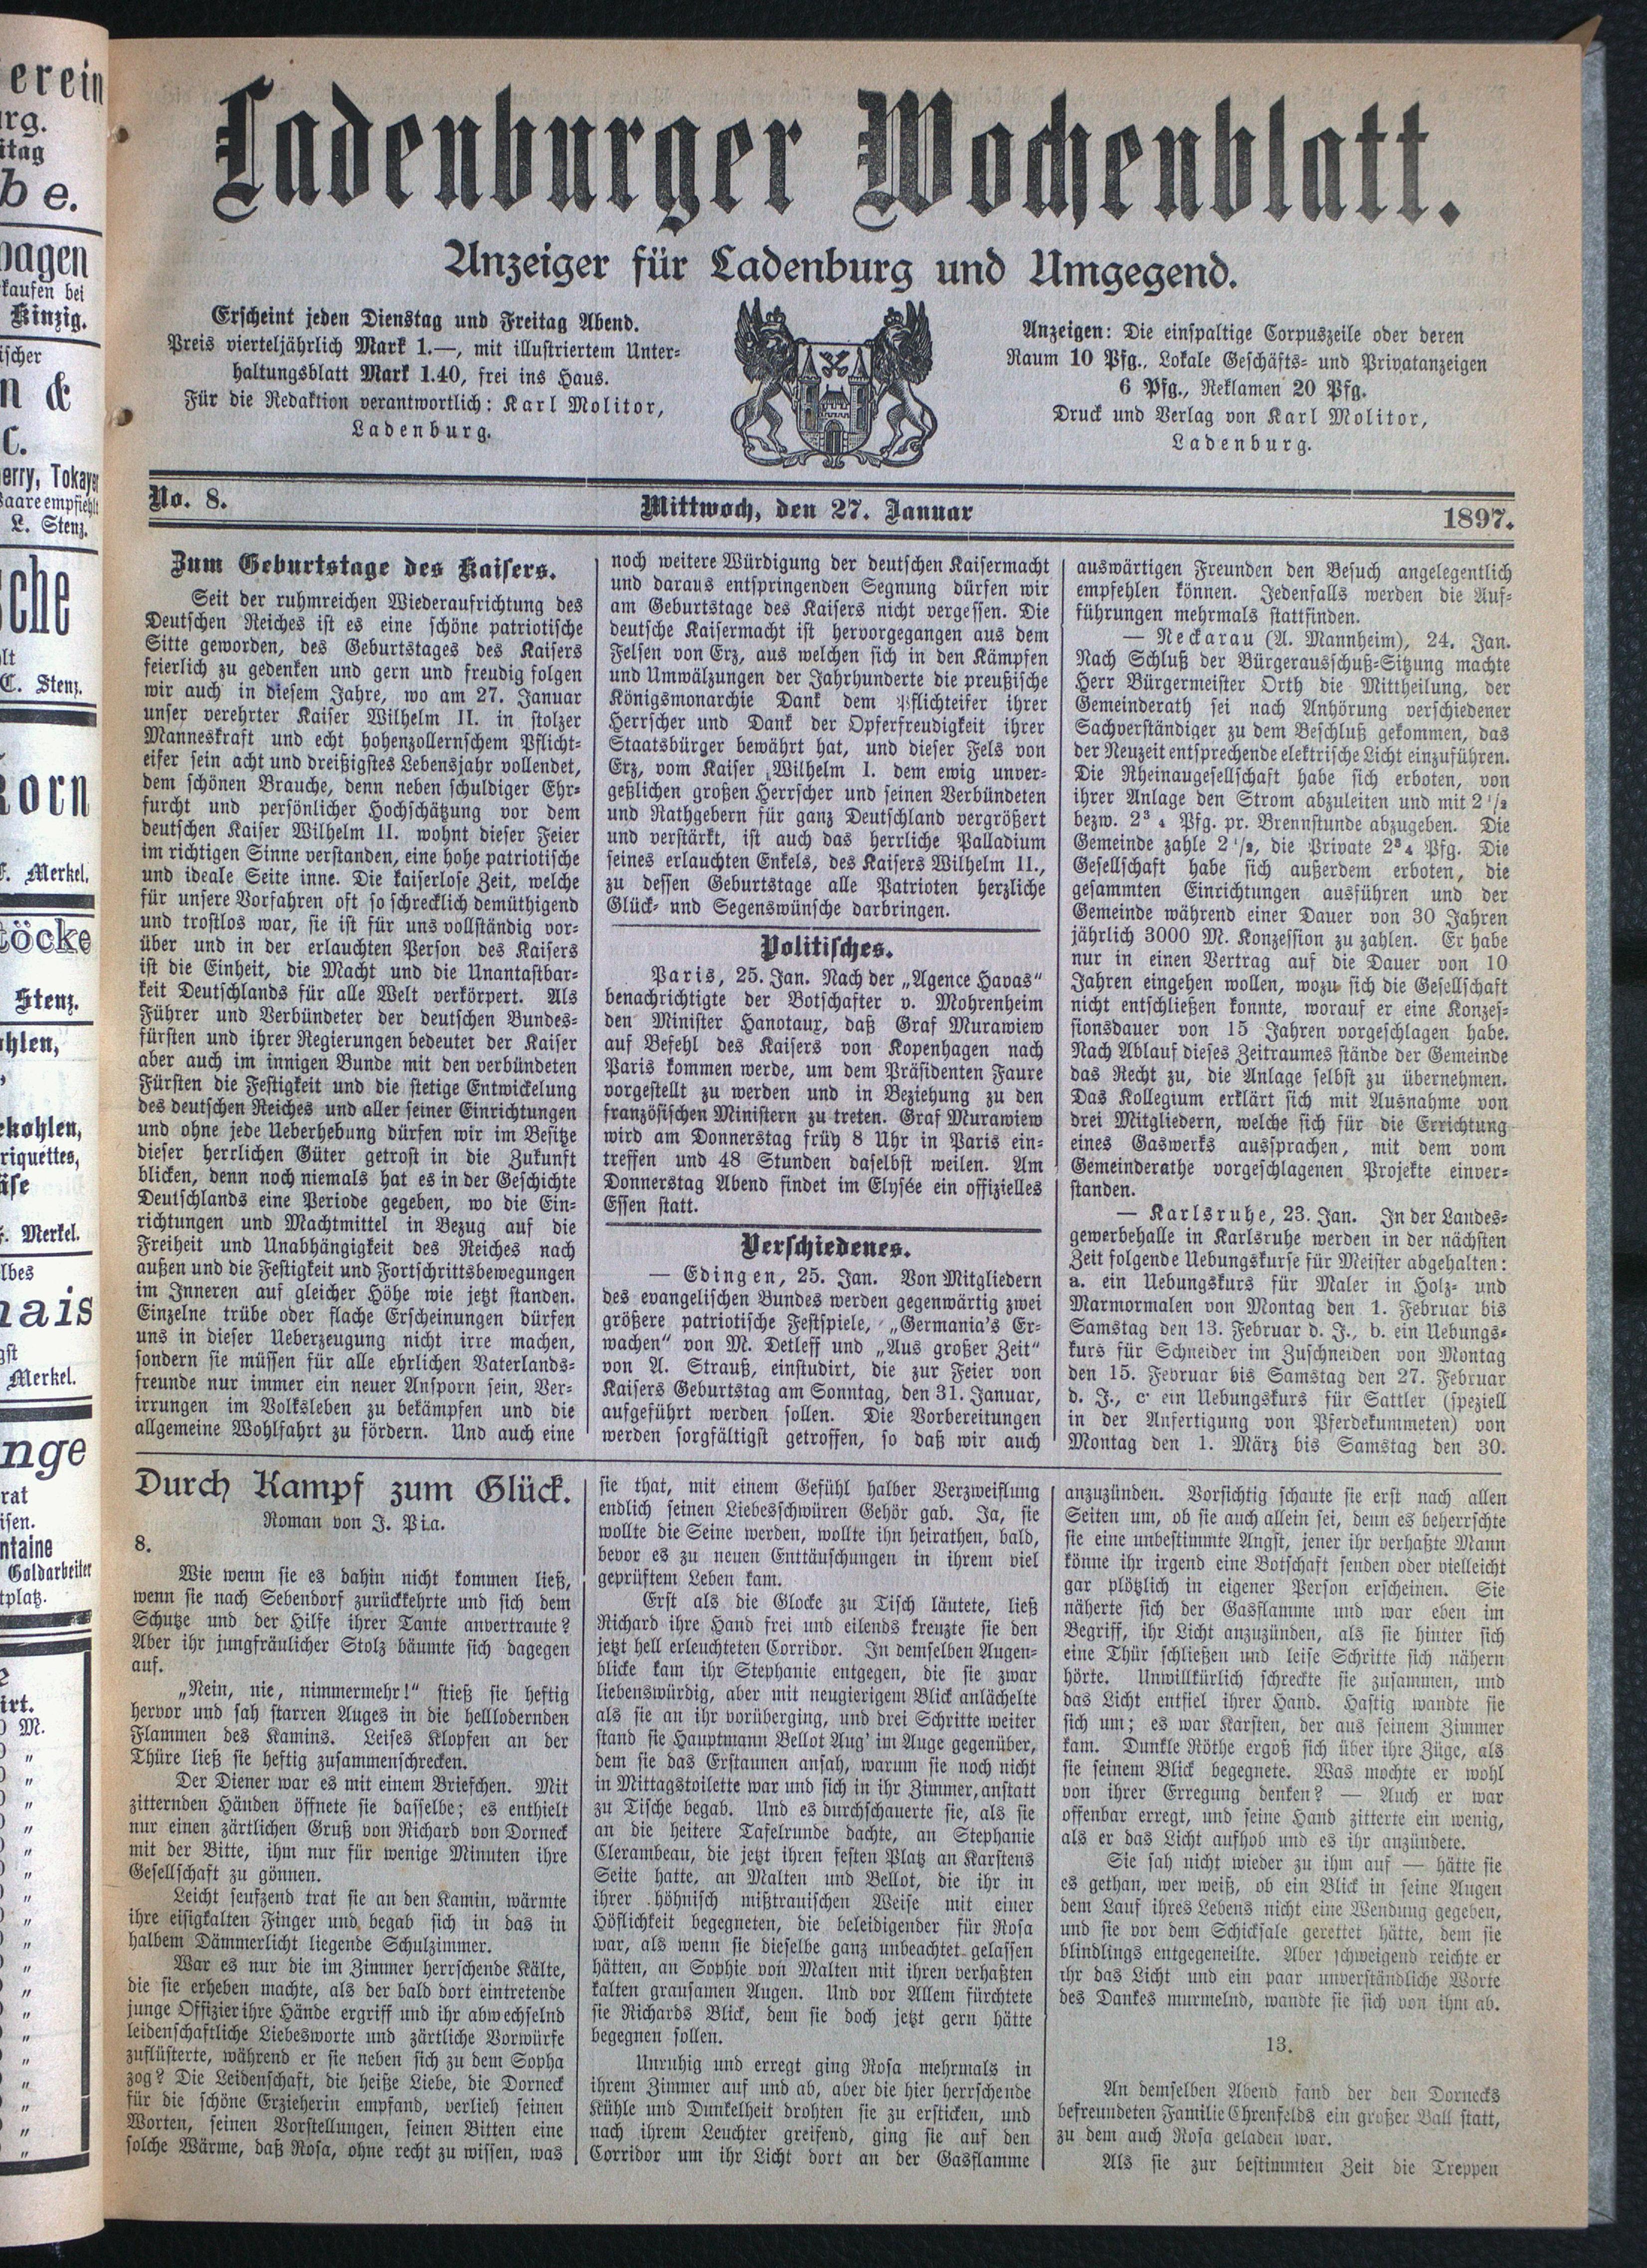 erein
rg.
itag
be.
hagen
kaufen bei
Kinzig.
ischer
n &
C.
erry, Tokayer
Waare empfiehlt
L. Stenz.
sche
lt
C. Stenz.
Korn
F. Merkel.
töcke
Stenz.
hlen,
ekohlen,
riquettes,
äse
F. Merkel.
lbes
nais
gst
Merkel.
nge
rat
isen.
ntaine
Goldarbeiter
tplatz.
irt.
Ladenburger Wochenblatt.
Anzeiger für Ladenburg und Umgegend.
Erscheint jeden Dienstag und Freitag Abend.
Preis vierteljährlich Mark 1.—, mit illustriertem Unter-
haltungsblatt Mark 1.40, frei ins Haus.
Für die Redaktion verantwortlich: Karl Molitor,
Ladenburg.
Anzeigen: Die einspaltige Corpuszeile oder deren
Raum 10 Pfg., Lokale Geschäfts- und Privatanzeigen
6 Pfg., Reklamen 20 Pfg.
Druck und Verlag von Karl Molitor,
Ladenburg.
No. 8.
Mittwoch, den 27. Januar
1897.
Zum Geburtstage des Kaisers.
Seit der ruhmreichen Wiederaufrichtung des
Deutschen Reiches ist es eine schöne patriotische
Sitte geworden, des Geburtstages des Kaisers
feierlich zu gedenken und gern und freudig folgen
wir auch in diesem Jahre, wo am 27. Januar
unser verehrter Kaiser Wilhelm II. in stolzer
Manneskraft und echt hohenzollernschem Pflicht-
eifer sein acht und dreißigstes Lebensjahr vollendet,
dem schönen Brauche, denn neben schuldiger Ehr-
furcht und persönlicher Hochschätzung vor dem
deutschen Kaiser Wilhelm II. wohnt dieser Feier
im richtigen Sinne verstanden, eine hohe patriotische
und ideale Seite inne. Die kaiserlose Zeit, welche
für unsere Vorfahren oft so schrecklich demüthigend
und trostlos war, sie ist für uns vollständig vor-
über und in der erlauchten Person des Kaisers
ist die Einheit, die Macht und die Unantastbar-
keit Deutschlands für alle Welt verkörpert. Als
Führer und Verbündeter der deutschen Bundes-
fürsten und ihrer Regierungen bedeutet der Kaiser
aber auch im innigen Bunde mit den verbündeten
Fürsten die Festigkeit und die stetige Entwickelung
des deutschen Reiches und aller seiner Einrichtungen
und ohne jede Ueberhebung dürfen wir im Besitze
dieser herrlichen Güter getrost in die Zukunft
blicken, denn noch niemals hat es in der Geschichte
Deutschlands eine Periode gegeben, wo die Ein-
richtungen und Machtmittel in Bezug auf die
Freiheit und Unabhängigkeit des Reiches nach
außen und die Festigkeit und Fortschrittsbewegungen
im Inneren auf gleicher Höhe wie jetzt standen.
Einzelne trübe oder flache Erscheinungen dürfen
uns in dieser Ueberzeugung nicht irre machen,
sondern sie müssen für alle ehrlichen Vaterlands-
freunde nur immer ein neuer Ansporn sein, Ver-
irrungen im Volksleben zu bekämpfen und die
allgemeine Wohlfahrt zu fördern. Und auch eine
noch weitere Würdigung der deutschen Kaisermacht
und daraus entspringenden Segnung dürfen wir
am Geburtstage des Kaisers nicht vergessen. Die
deutsche Kaisermacht ist hervorgegangen aus dem
Felsen von Erz, aus welchen sich in den Kämpfen
und Umwälzungen der Jahrhunderte die preußische
Königsmonarchie Dank dem Pflichteifer ihrer
Herrscher und Dank der Opferfreudigkeit ihrer
Staatsbürger bewährt hat, und dieser Fels von
Erz, vom Kaiser Wilhelm I. dem ewig unver-
geßlichen großen Herrscher und seinen Verbündeten
und Rathgebern für ganz Deutschland vergrößert
und verstärkt, ist auch das herrliche Palladium
seines erlauchten Enkels, des Kaisers Wilhelm II.,
zu dessen Geburtstage alle Patrioten herzliche
Glück- und Segenswünsche darbringen.
Politisches.
Paris, 25. Jan. Nach der „Agence Havas“
benachrichtigte der Botschafter v. Mohrenheim
den Minister Hanotaux, daß Graf Murawiew
auf Befehl des Kaisers von Kopenhagen nach
Paris kommen werde, um dem Präsidenten Faure
vorgestellt zu werden und in Beziehung zu den
französischen Ministern zu treten. Graf Murawiew
wird am Donnerstag früh 8 Uhr in Paris ein-
treffen und 48 Stunden daselbst weilen. Am
Donnerstag Abend findet im Elysée ein offizielles
Essen statt.
Verschiedenes.
— Edingen, 25. Jan. Von Mitgliedern
des evangelischen Bundes werden gegenwärtig zwei
größere patriotische Festspiele, „Germania's Er-
wachen“ von M. Detleff und „Aus großer Zeit“
von A. Strauß, einstudirt, die zur Feier von
Kaisers Geburtstag am Sonntag, den 31. Januar,
aufgeführt werden sollen. Die Vorbereitungen
werden sorgfältigst getroffen, so daß wir auch
auswärtigen Freunden den Besuch angelegentlich
empfehlen können. Jedenfalls werden die Auf-
führungen mehrmals stattfinden.
— Neckarau (A. Mannheim), 24. Jan.
Nach Schluß der Bürgerausschuß-Sitzung machte
Herr Bürgermeister Orth die Mittheilung, der
Gemeinderath sei nach Anhörung verschiedener
Sachverständiger zu dem Beschluß gekommen, das
der Neuzeit entsprechende elektrische Licht einzuführen.
Die Rheinaugesellschaft habe sich erboten, von
ihrer Anlage den Strom abzuleiten und mit 2 1/2
bezw. 2 3/4 Pfg. pr. Brennstunde abzugeben. Die
Gemeinde zahle 2 1/2, die Private 2 3/4 Pfg. Die
Gesellschaft habe sich außerdem erboten, die
gesammten Einrichtungen ausführen und der
Gemeinde während einer Dauer von 30 Jahren
jährlich 3000 M. Konzession zu zahlen. Er habe
nur in einen Vertrag auf die Dauer von 10
Jahren eingehen wollen, wozu sich die Gesellschaft
nicht entschließen konnte, worauf er eine Konzes-
sionsdauer von 15 Jahren vorgeschlagen habe.
Nach Ablauf dieses Zeitraumes stände der Gemeinde
das Recht zu, die Anlage selbst zu übernehmen.
Das Kollegium erklärt sich mit Ausnahme von
drei Mitgliedern, welche sich für die Errichtung
eines Gaswerks aussprachen, mit dem vom
Gemeinderathe vorgeschlagenen Projekte einver-
standen.
— Karlsruhe, 23. Jan. In der Landes-
gewerbehalle in Karlsruhe werden in der nächsten
Zeit folgende Uebungskurse für Meister abgehalten:
a. ein Uebungskurs für Maler in Holz- und
Marmormalen von Montag den 1. Februar bis
Samstag den 13. Februar d. J., b. ein Uebungs-
kurs für Schneider im Zuschneiden von Montag
den 15. Februar bis Samstag den 27. Februar
d. J., c ein Uebungskurs für Sattler (speziell
in der Anfertigung von Pferdekummeten) von
Montag den 1. März bis Samstag den 30.
Durch Kampf zum Glück.
Roman von J. Pia.
8.
Wie wenn sie es dahin nicht kommen ließ,
wenn sie nach Sebendorf zurückkehrte und sich dem
Schutze und der Hilfe ihrer Tante anvertraute?
Aber ihr jungfräulicher Stolz bäumte sich dagegen
auf.
„Nein, nie, nimmermehr!“ stieß sie heftig
hervor und sah starren Auges in die helllodernden
Flammen des Kamins. Leises Klopfen an der
Thüre ließ sie heftig zusammenschrecken.
Der Diener war es mit einem Briefchen. Mit
zitternden Händen öffnete sie dasselbe; es enthielt
nur einen zärtlichen Gruß von Richard von Dorneck
mit der Bitte, ihm nur für wenige Minuten ihre
Gesellschaft zu gönnen.
Leicht seufzend trat sie an den Kamin, wärmte
ihre eisigkalten Finger und begab sich in das in
halbem Dämmerlicht liegende Schulzimmer.
War es nur die im Zimmer herrschende Kälte,
die sie erheben machte, als der bald dort eintretende
junge Offizier ihre Hände ergriff und ihr abwechselnd
leidenschaftliche Liebesworte und zärtliche Vorwürfe
zuflüsterte, während er sie neben sich zu dem Sopha
zog? Die Leidenschaft, die heiße Liebe, die Dorneck
für die schöne Erzieherin empfand, verlieh seinen
Worten, seinen Vorstellungen, seinen Bitten eine
solche Wärme, daß Rosa, ohne recht zu wissen, was
sie that, mit einem Gefühl halber Verzweiflung
endlich seinen Liebesschwüren Gehör gab. Ja, sie
wollte die Seine werden, wollte ihn heirathen, bald,
bevor es zu neuen Enttäuschungen in ihrem viel
geprüftem Leben kam.
Erst als die Glocke zu Tisch läutete, ließ
Richard ihre Hand frei und eilends kreuzte sie den
jetzt hell erleuchteten Corridor. In demselben Augen-
blicke kam ihr Stephanie entgegen, die sie zwar
liebenswürdig, aber mit neugierigem Blick anlächelte
als sie an ihr vorüberging, und drei Schritte weiter
stand sie Hauptmann Bellot Aug' im Auge gegenüber,
dem sie das Erstaunen ansah, warum sie noch nicht
in Mittagstoilette war und sich in ihr Zimmer, anstatt
zu Tische begab. Und es durchschauerte sie, als sie
an die heitere Tafelrunde dachte, an Stephanie
Clerambeau, die jetzt ihren festen Platz an Karstens
Seite hatte, an Malten und Bellot, die ihr in
ihrer höhnisch mißtrauischen Weise mit einer
Höflichkeit begegneten, die beleidigender für Rosa
war, als wenn sie dieselbe ganz unbeachtet gelassen
hätten, an Sophie von Malten mit ihren verhaßten
kalten grausamen Augen. Und vor Allem fürchtete
sie Richards Blick, dem sie doch jetzt gern hätte
begegnen sollen.
Unruhig und erregt ging Rosa mehrmals in
ihrem Zimmer auf und ab, aber die hier herrschende
Kühle und Dunkelheit drohten sie zu ersticken, und
nach ihrem Leuchter greifend, ging sie auf den
Corridor um ihr Licht dort an der Gasflamme
anzuzünden. Vorsichtig schaute sie erst nach allen
Seiten um, ob sie auch allein sei, denn es beherrschte
sie eine unbestimmte Angst, jener ihr verhaßte Mann
könne ihr irgend eine Botschaft senden oder vielleicht
gar plötzlich in eigener Person erscheinen. Sie
näherte sich der Gasflamme und war eben im
Begriff, ihr Licht anzuzünden, als sie hinter sich
eine Thür schließen und leise Schritte sich nähern
hörte. Unwillkürlich schreckte sie zusammen, und
das Licht entfiel ihrer Hand. Hastig wandte sie
sich um; es war Karsten, der aus seinem Zimmer
kam. Dunkle Röthe ergoß sich über ihre Züge, als
sie seinem Blick begegnete. Was mochte er wohl
von ihrer Erregung denken? — Auch er war
offenbar erregt, und seine Hand zitterte ein wenig,
als er das Licht aufhob und es ihr anzündete.
Sie sah nicht wieder zu ihm auf — hätte sie
es gethan, wer weiß, ob ein Blick in seine Augen
dem Lauf ihres Lebens nicht eine Wendung gegeben,
und sie vor dem Schicksale gerettet hätte, dem sie
blindlings entgegeneilte. Aber schweigend reichte er
ihr das Licht und ein paar unverständliche Worte
des Dankes murmelnd, wandte sie sich von ihm ab.
13.
An demselben Abend fand der den Dornecks
befreundeten Familie Ehrenfelds ein großer Ball statt,
zu dem auch Rosa geladen war.
Als sie zur bestimmten Zeit die Treppen